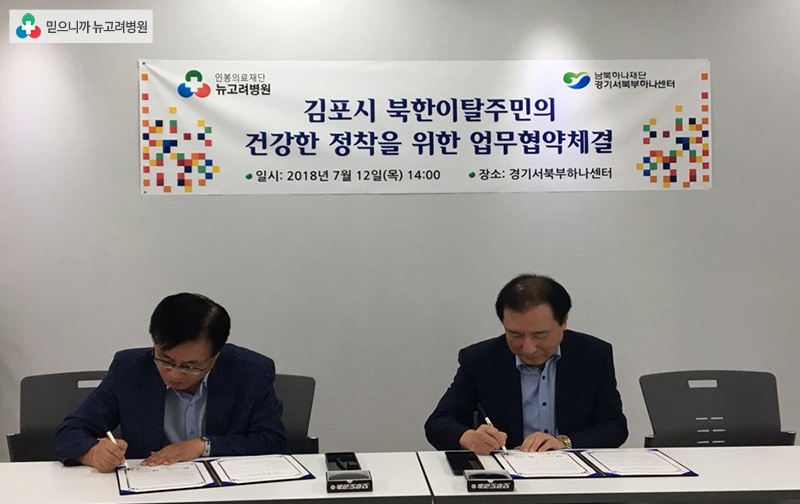 믿으니까 뉴고려병원
인봉의료재단
뉴고려병원
남북하나재단
경기서북부하나센터
김포시 북한이탈주민의
건강한 정착을 위한 업무협약체결
일시: 2018년 7월 12일(목) 14:00
장소: 경기서북부하나센터